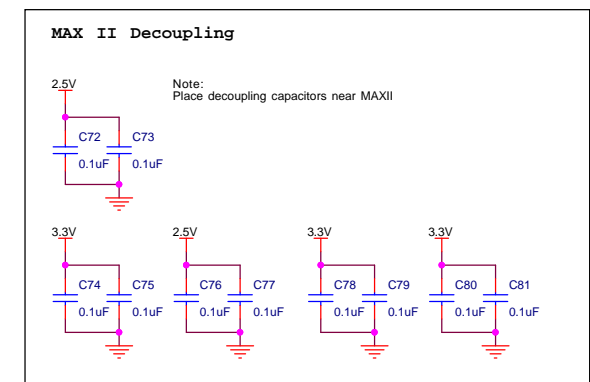 MAX II Decoupling
2.5V
Note:
Place decoupling capacitors near MAXII
C72 C73
0.1uF 0.1uF
3.3V 2.5V 3.3V 3.3V
C74 C75 C76 C77 C78 C79 C80 C81
0.1uF 0.1uF 0.1uF 0.1uF 0.1uF 0.1uF 0.1uF 0.1uF